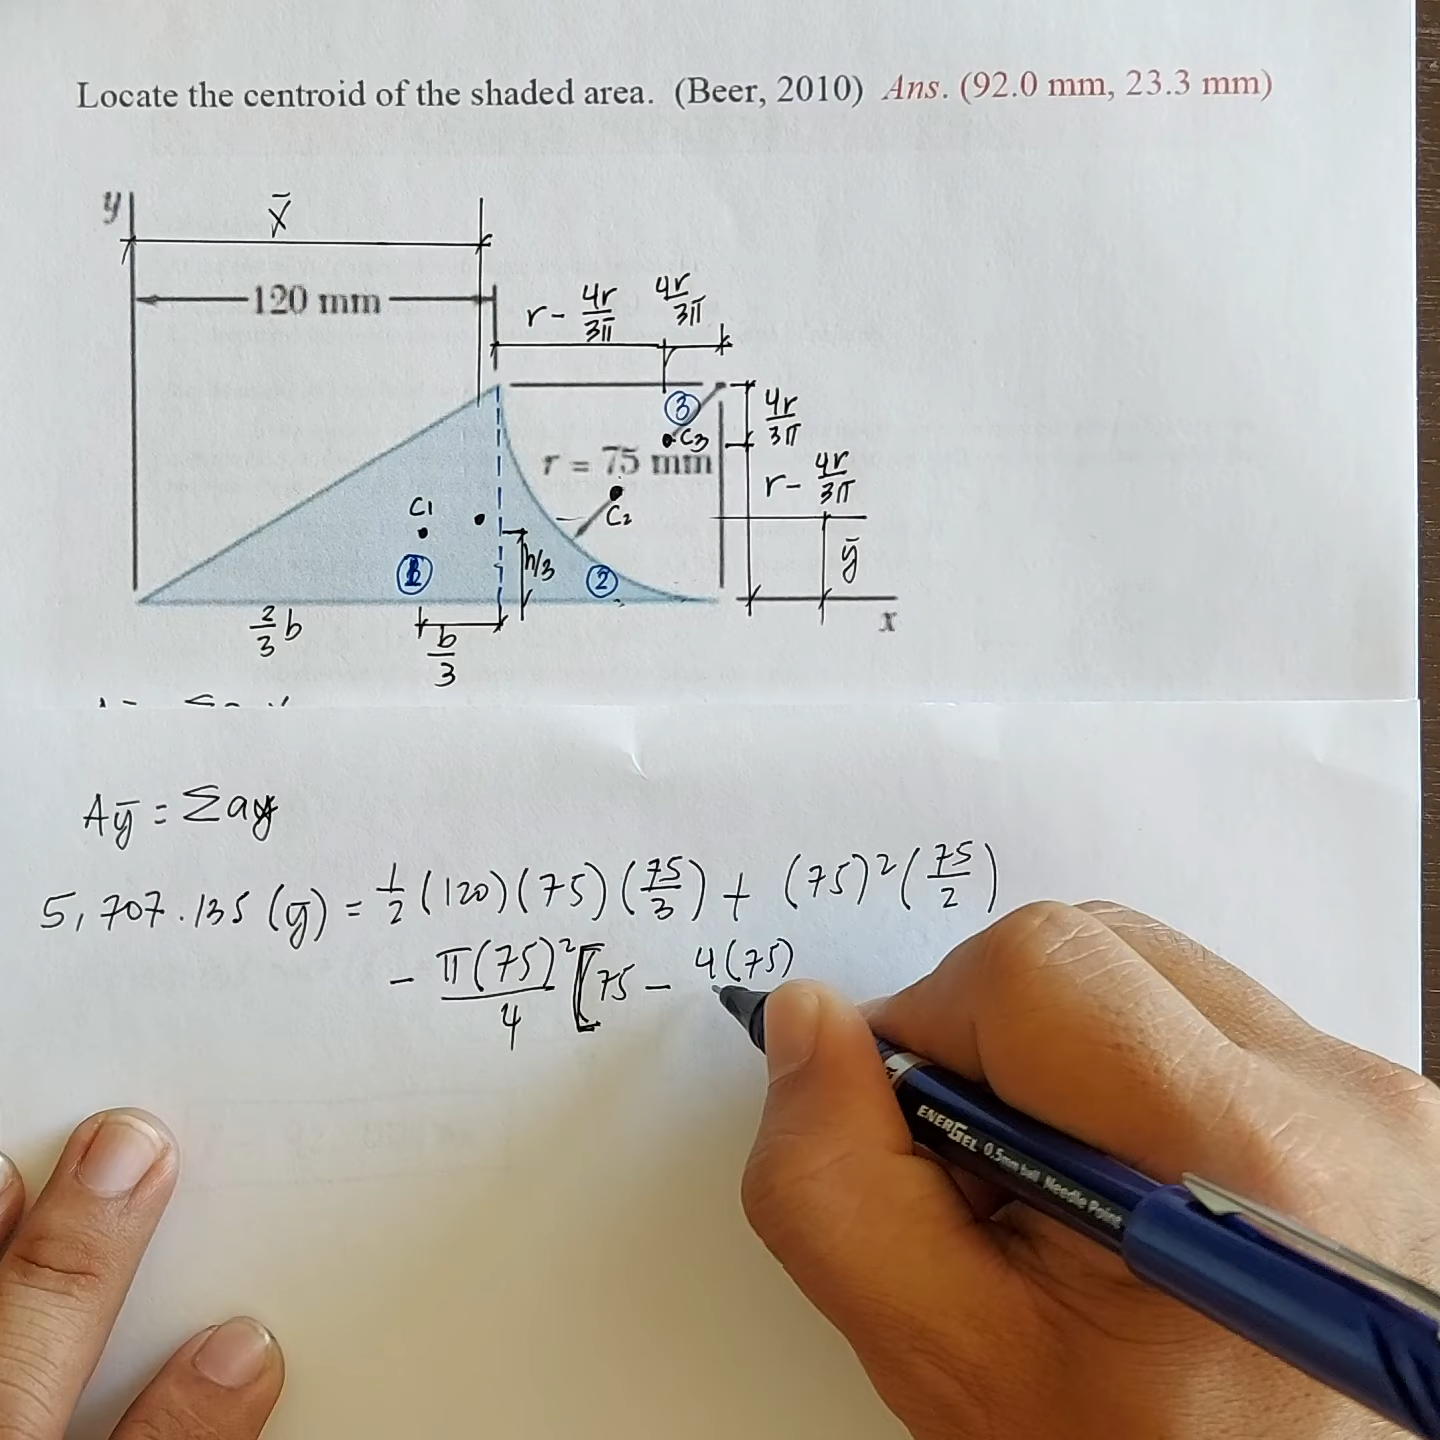 Locate the centroid of the shaded area. (Beer, 2010) Ans. (92.0 mm, 23.3 mm)
y
x̄
120 mm
r - 4r/3π 4r/3π
3
4r/3π
C3
r = 75 mm
r - 4r/3π
C1
C2
h/3
ȳ
1
2
2/3 b
b/3
x
Aȳ = Σay
5,707.135 (ȳ) = 1/2 (120)(75)(75/3) + (75)²(75/2)
- π(75)²/4 [75 - 4(75)
ENERGEL 0.5mm ball Needle Point